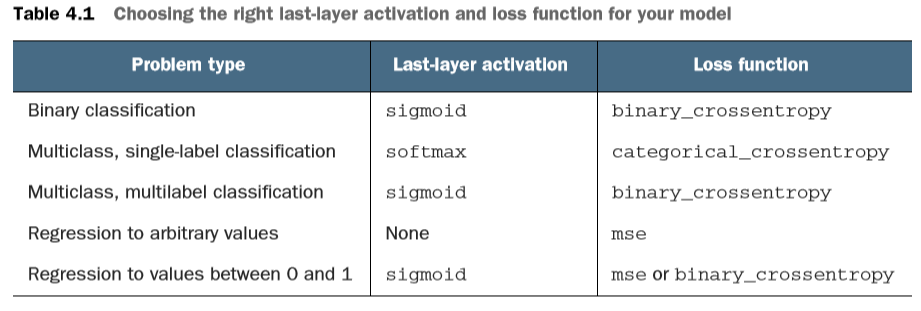 Table 4.1 Choosing the right last-layer activation and loss function for your model
Problem type Last-layer activation Loss function
Binary classification sigmoid binary_crossentropy
Multiclass, single-label classification softmax categorical_crossentropy
Multiclass, multilabel classification sigmoid binary_crossentropy
Regression to arbitrary values None mse
Regression to values between 0 and 1 sigmoid mse or binary_crossentropy